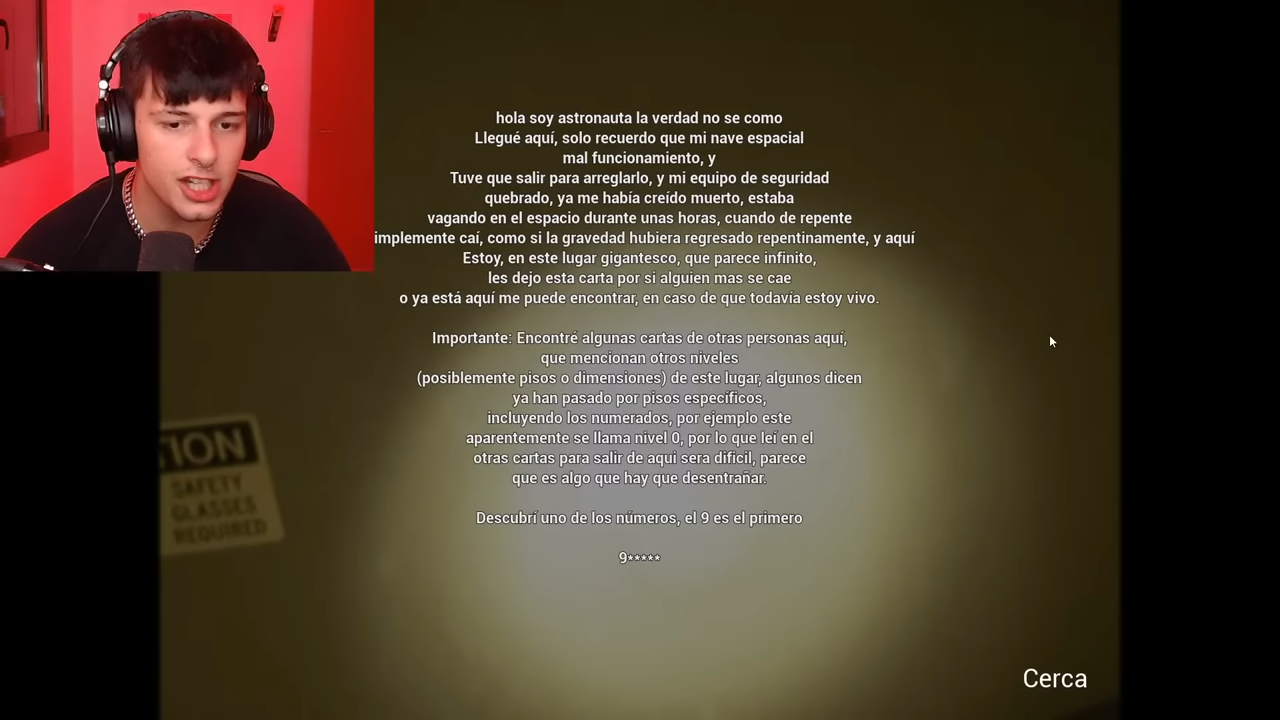 hola soy astronauta la verdad no se como
Llegué aquí, solo recuerdo que mi nave espacial
mal funcionamiento, y
Tuve que salir para arreglarlo, y mi equipo de seguridad
quebrado, ya me había creído muerto, estaba
vagando en el espacio durante unas horas, cuando de repente
implemente caí, como si la gravedad hubiera regresado repentinamente, y aquí
Estoy, en este lugar gigantesco, que parece infinito,
les dejo esta carta por si alguien mas se cae
o ya está aquí me puede encontrar, en caso de que todavía estoy vivo.
Importante: Encontré algunas cartas de otras personas aquí,
que mencionan otros niveles
(posiblemente pisos o dimensiones) de este lugar, algunos dicen
ya han pasado por pisos específicos,
incluyendo los numerados, por ejemplo este
aparentemente se llama nivel 0, por lo que leí en el
otras cartas para salir de aqui sera dificil, parece
que es algo que hay que desentrañar.
Descubrí uno de los números, el 9 es el primero
9*****
TION
SAFETY
GLASSES
REQUIRED
Cerca